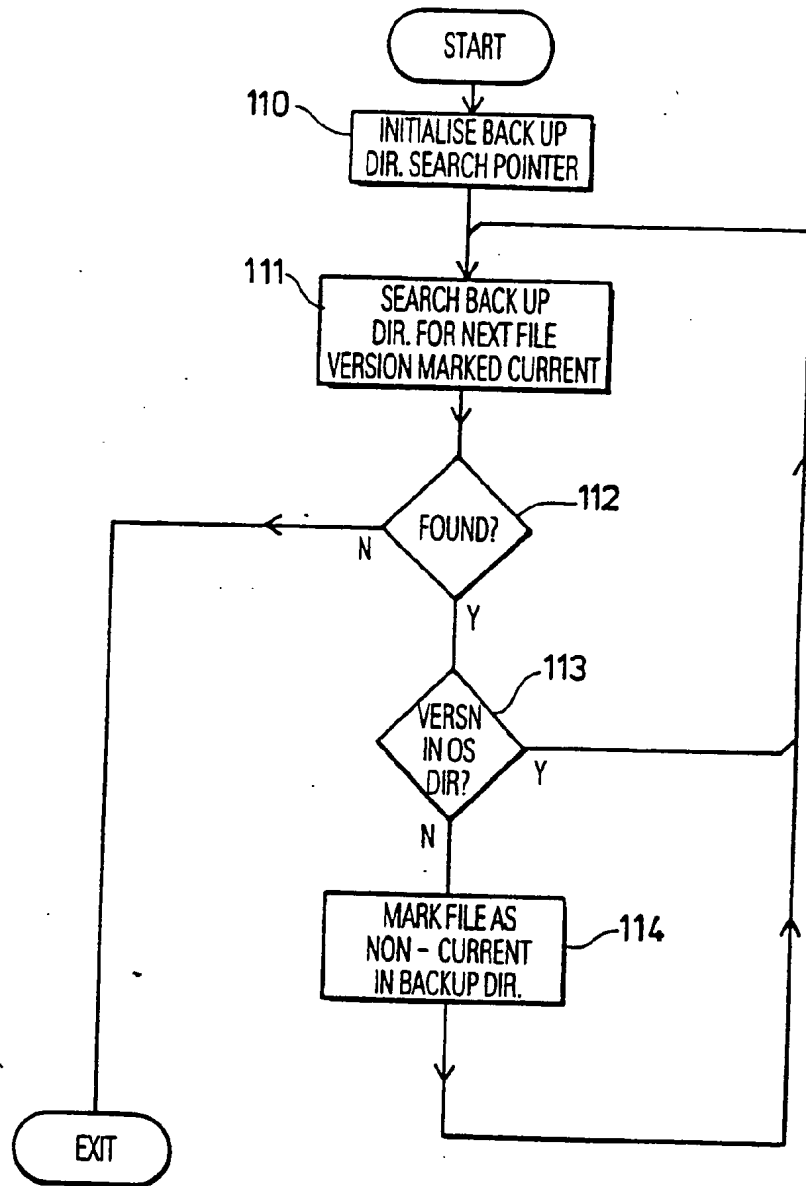 START
110
INITIALISE BACK UP
DIR. SEARCH POINTER
111
SEARCH BACK UP
DIR. FOR NEXT FILE
VERSION MARKED CURRENT
FOUND?
112
N
Y
113
VERSN
IN OS
DIR?
Y
N
MARK FILE AS
NON - CURRENT
IN BACKUP DIR.
114
EXIT